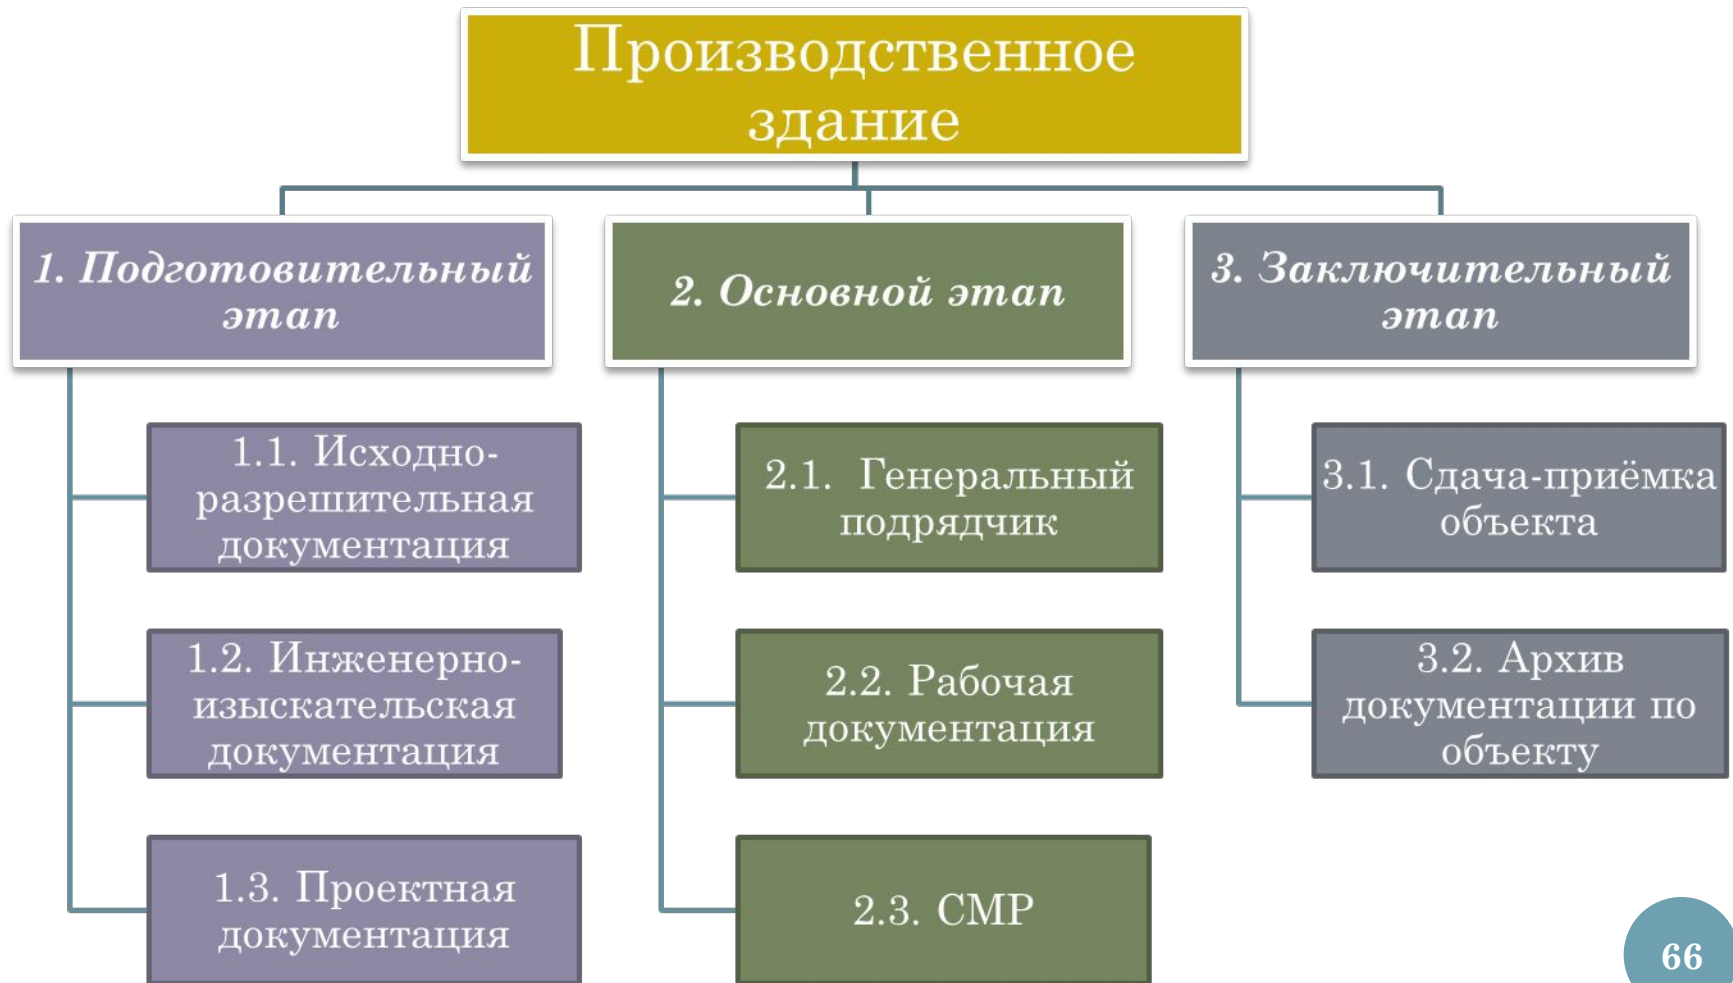 Производственное
здание
1. Подготовительный
этап
2. Основной этап
3. Заключительный
этап
1.1. Исходно-
разрешительная
документация
1.2. Инженерно-
изыскательская
документация
1.3. Проектная
документация
2.1. Генеральный
подрядчик
2.2. Рабочая
документация
2.3. СМР
3.1. Сдача-приёмка
объекта
3.2. Архив
документации по
объекту
66